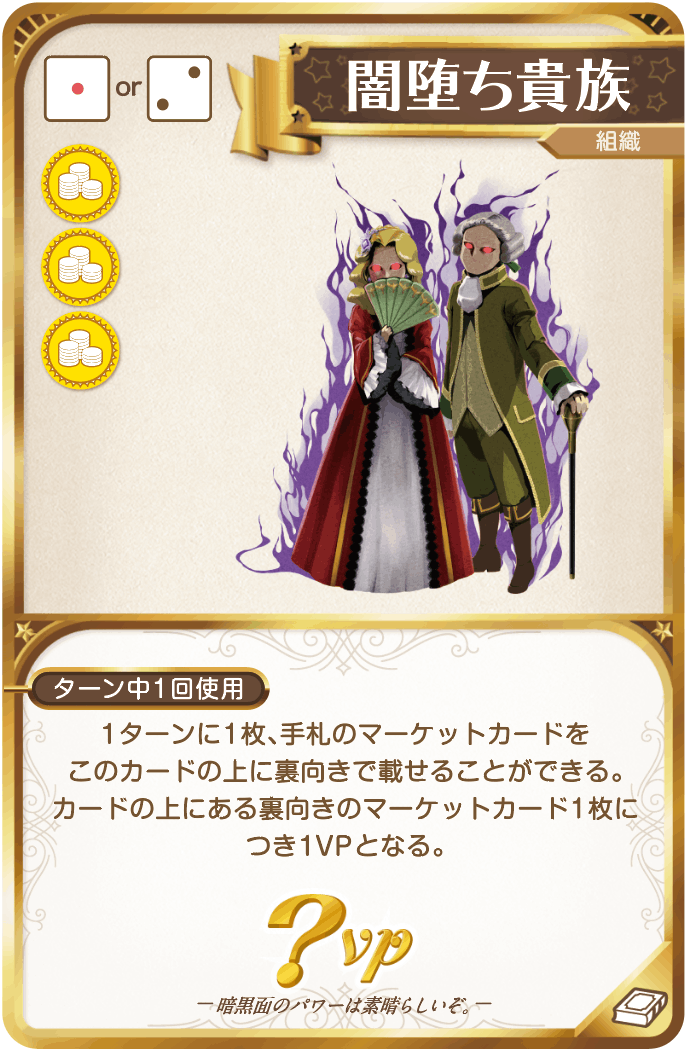 or
闇堕ち貴族
組織
ターン中1回使用
1ターンに1枚、手札のマーケットカードを
このカードの上に裏向きで載せることができる。
カードの上にある裏向きのマーケットカード1枚に
つき1VPとなる。
?vp
―暗黒面のパワーは素晴らしいぞ。―